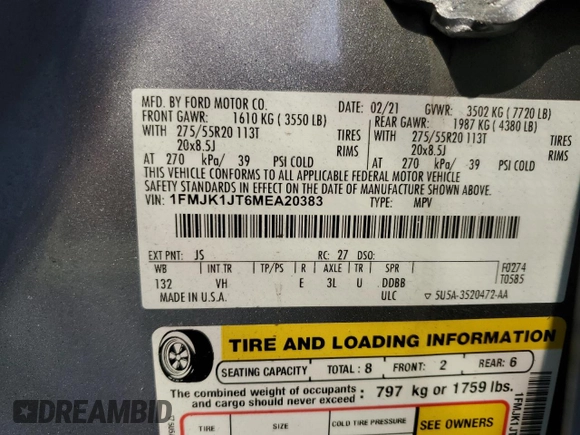 MFD. BY FORD MOTOR CO.
DATE: 02/21 GVWR: 3502 KG ( 7720 LB)
FRONT GAWR: 1610 KG ( 3550 LB) REAR GAWR: 1987 KG ( 4380 LB)
WITH 275/55R20 113T TIRES WITH 275/55R20 113T TIRES
20x8.5J RIMS 20x8.5J RIMS
AT 270 kPa/ 39 PSI COLD AT 270 kPa/ 39 PSI COLD
THIS VEHICLE CONFORMS TO ALL APPLICABLE FEDERAL MOTOR VEHICLE
SAFETY STANDARDS IN EFFECT ON THE DATE OF MANUFACTURE SHOWN ABOVE.
VIN: 1FMJK1JT6MEA20383 TYPE: MPV
EXT PNT: JS RC: 27 DSO:
WB INT TR TP/PS R AXLE TR SPR F0274
132 VH E 3L U DDBB T0585
MADE IN U.S.A. ULC ▽ 5U5A-3520472-AA
TIRE AND LOADING INFORMATION
SEATING CAPACITY TOTAL : 8 FRONT: 2 REAR: 6
The combined weight of occupants
and cargo should never exceed : 797 kg or 1759 lbs.
TIRE SIZE COLD TIRE PRESSURE SEE OWNERS
1FMJK1J